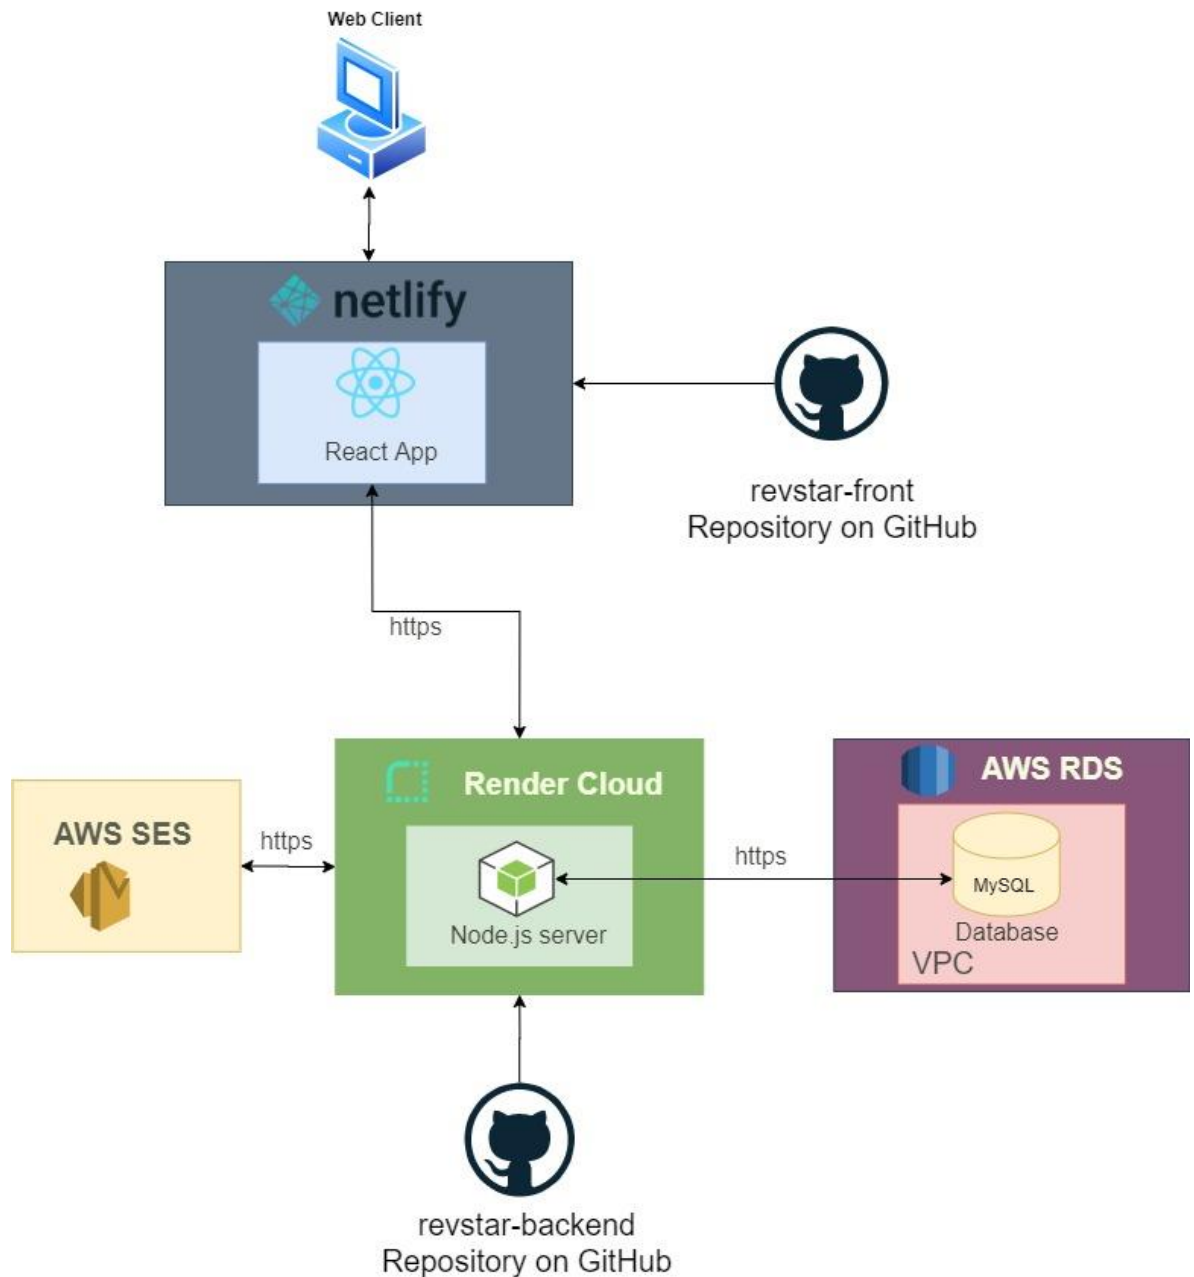 Web Client
netlify
React App
revstar-front
Repository on GitHub
https
Render Cloud
AWS RDS
AWS SES
https
https
MySQL
Node.js server
Database
VPC
revstar-backend
Repository on GitHub